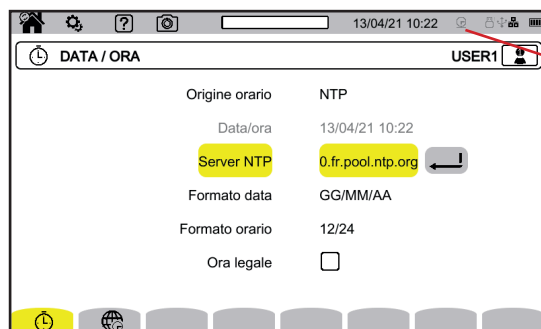 13/04/21 10:22
DATA / ORA USER1
Origine orario NTP
Data/ora 13/04/21 10:22
Server NTP 0.fr.pool.ntp.org
Formato data GG/MM/AA
Formato orario 12/24
Ora legale